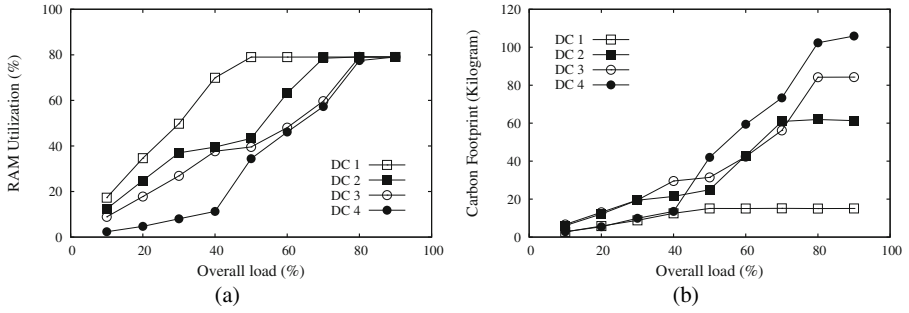 100
80
60
40
20
0
0 20 40 60 80 100
RAM Utilization (%)
Overall load (%)
DC 1
DC 2
DC 3
DC 4
(a)
120
100
80
60
40
20
0
0 20 40 60 80 100
Carbon Footprint (Kilogram)
Overall load (%)
DC 1
DC 2
DC 3
DC 4
(b)